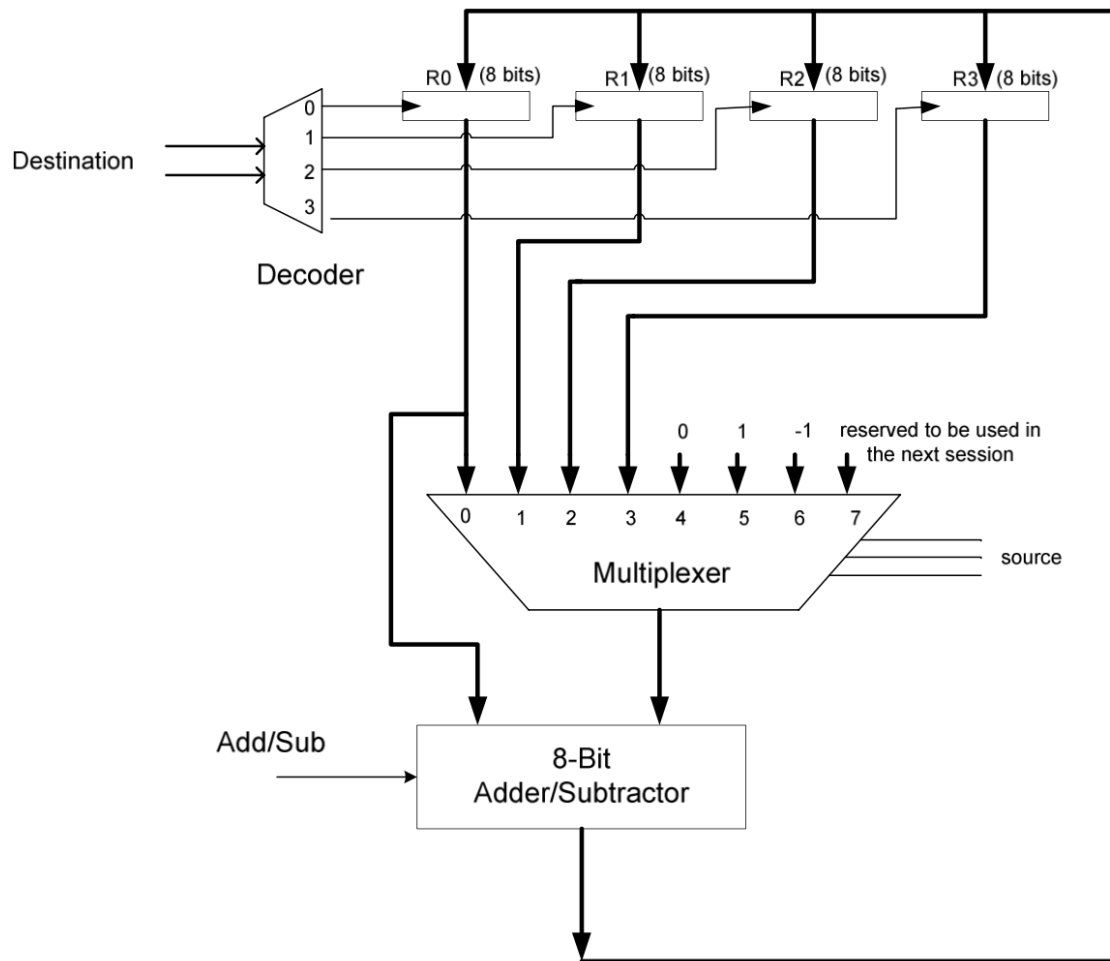 R0 (8 bits)
R1 (8 bits)
R2 (8 bits)
R3 (8 bits)
0
1
2
3
Destination
Decoder
0
1
-1
reserved to be used in
the next session
0
1
2
3
4
5
6
7
Multiplexer
source
Add/Sub
8-Bit
Adder/Subtractor